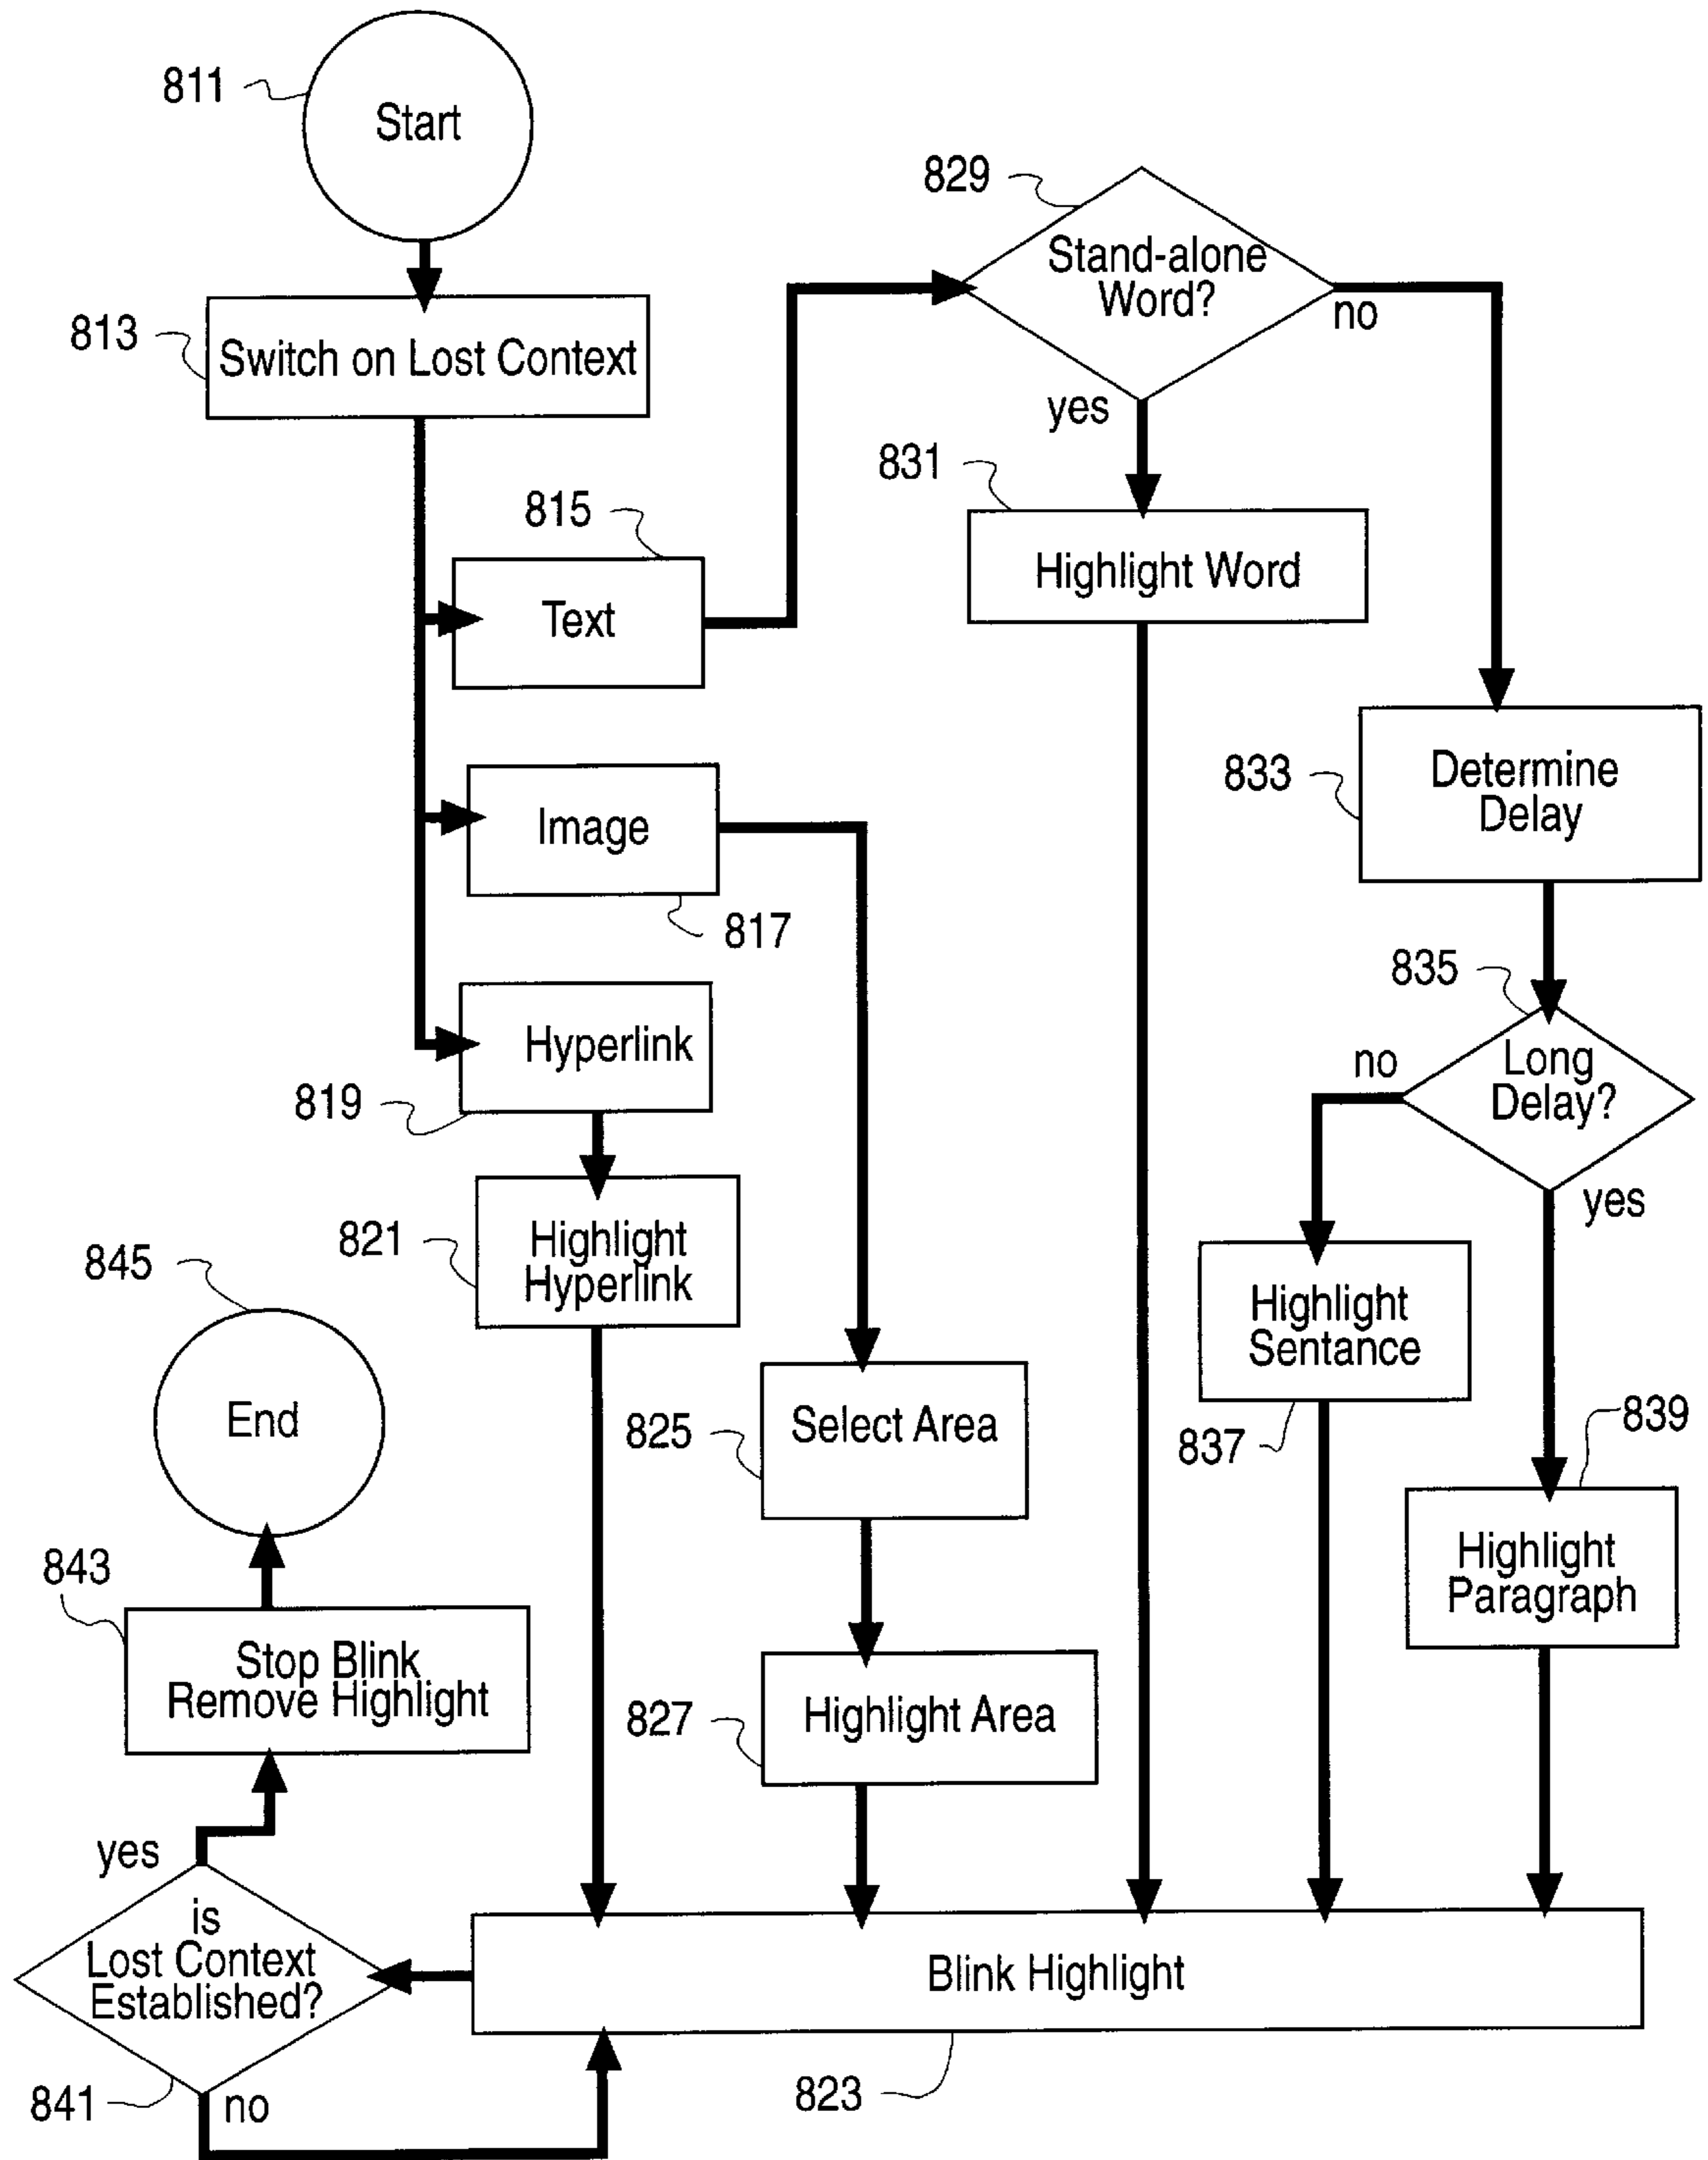 811
Start
813
Switch on Lost Context
815
Text
Image
817
Hyperlink
819
821
Highlight
Hyperlink
829
Stand-alone
Word?
no
yes
831
Highlight Word
833
Determine
Delay
835
Long
Delay?
no
yes
Highlight
Sentance
837
839
Highlight
Paragraph
825
Select Area
827
Highlight Area
845
End
843
Stop Blink
Remove Highlight
yes
is
Lost Context
Established?
841
no
Blink Highlight
823